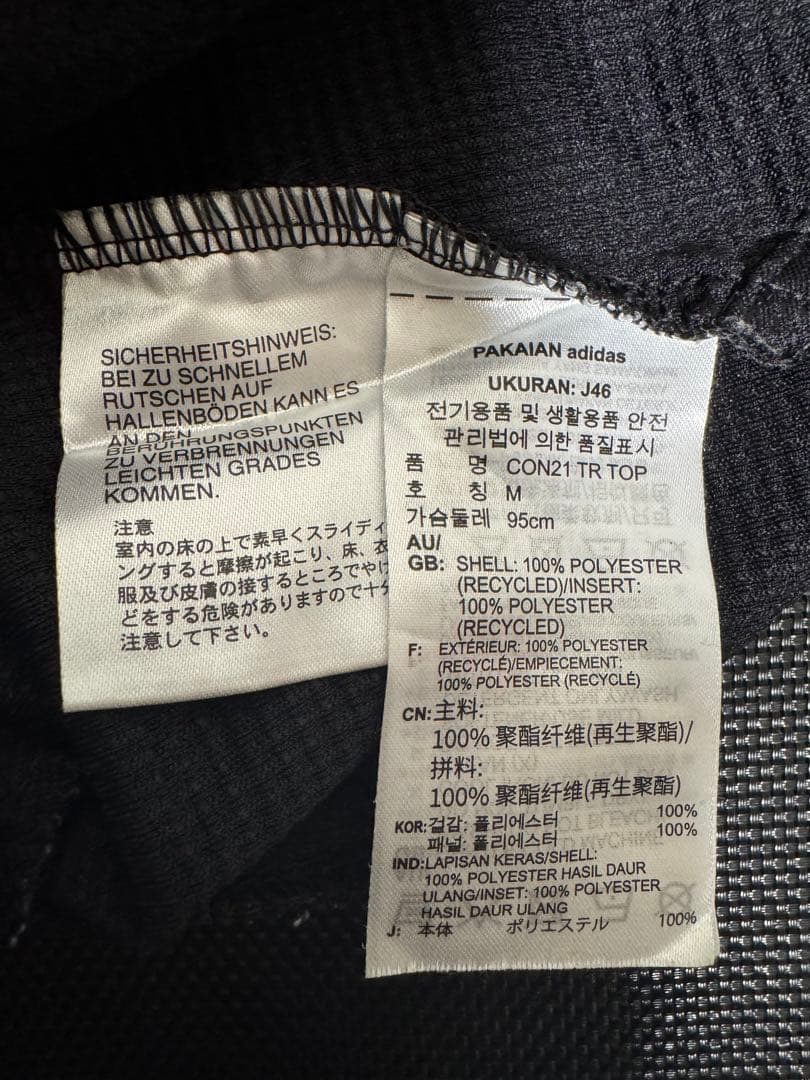 SICHERHEITSHINWEIS:
BEI ZU SCHNELLEM
RUTSCHEN AUF
HALLENBÖDEN KANN ES
AN DEN
BERÜHRUNGSPUNKTEN
ZU VERBRENNUNGEN
LEICHTEN GRADES
KOMMEN.
注意
室内の床の上で素早くスライディ
ングすると摩擦が起こり、床、衣
服及び皮膚の接するところでやけ
どをする危険がありますので十分
注意して下さい。
PAKAIAN adidas
UKURAN: J46
전기용품 및 생활용품 안전
관리법에 의한 품질표시
품 명 CON21 TR TOP
호 칭 M
가슴둘레 95cm
AU/
GB: SHELL: 100% POLYESTER
(RECYCLED)/INSERT:
100% POLYESTER
(RECYCLED)
F: EXTÉRIEUR: 100% POLYESTER
(RECYCLÉ)/EMPIECEMENT:
100% POLYESTER (RECYCLÉ)
CN: 主料:
100% 聚酯纤维(再生聚酯)/
拼料:
100% 聚酯纤维(再生聚酯)
KOR: 겉감: 폴리에스터 100%
패널: 폴리에스터 100%
IND: LAPISAN KERAS/SHELL:
100% POLYESTER HASIL DAUR
ULANG/INSET: 100% POLYESTER
HASIL DAUR ULANG
J: 本体 ポリエステル 100%